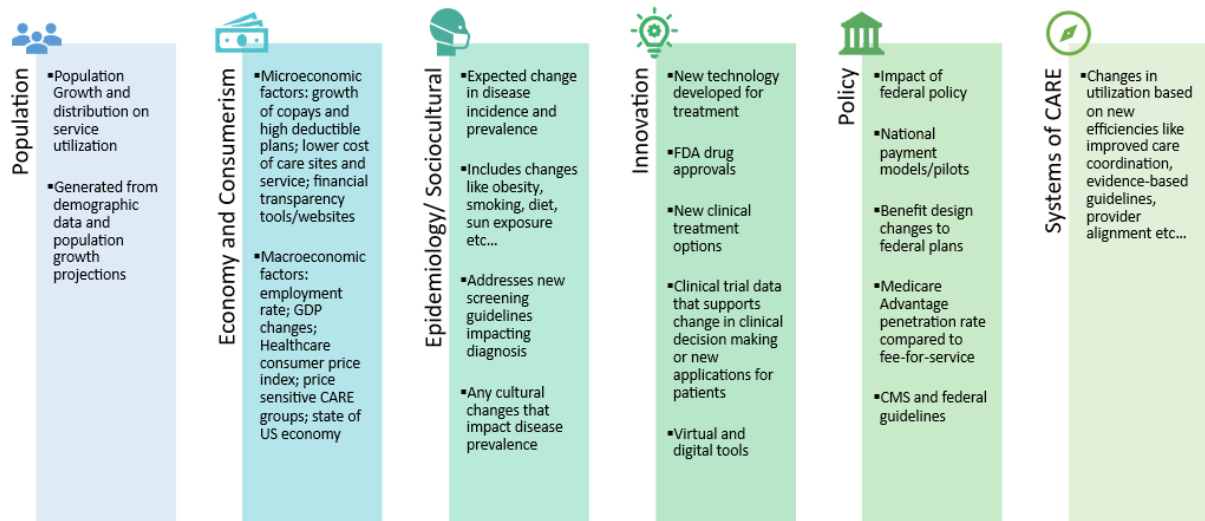 Population
▪Population
Growth and
distribution on
service
utilization
▪Generated from
demographic
data and
population
growth
projections
Economy and Consumerism
▪Microeconomic
factors: growth
of copays and
high deductible
plans; lower cost
of care sites and
service; financial
transparency
tools/websites
▪Macroeconomic
factors:
employment
rate; GDP
changes;
Healthcare
consumer price
index; price
sensitive CARE
groups; state of
US economy
Epidemiology/ Sociocultural
▪Expected change
in disease
incidence and
prevalence
▪Includes changes
like obesity,
smoking, diet,
sun exposure
etc...
▪Addresses new
screening
guidelines
impacting
diagnosis
▪Any cultural
changes that
impact disease
prevalence
Innovation
▪New technology
developed for
treatment
▪FDA drug
approvals
▪New clinical
treatment
options
▪Clinical trial data
that supports
change in clinical
decision making
or new
applications for
patients
▪Virtual and
digital tools
Policy
▪Impact of
federal policy
▪National
payment
models/pilots
▪Benefit design
changes to
federal plans
▪Medicare
Advantage
penetration rate
compared to
fee-for-service
▪CMS and federal
guidelines
Systems of CARE
▪Changes in
utilization based
on new
efficiencies like
improved care
coordination,
evidence-based
guidelines,
provider
alignment etc...